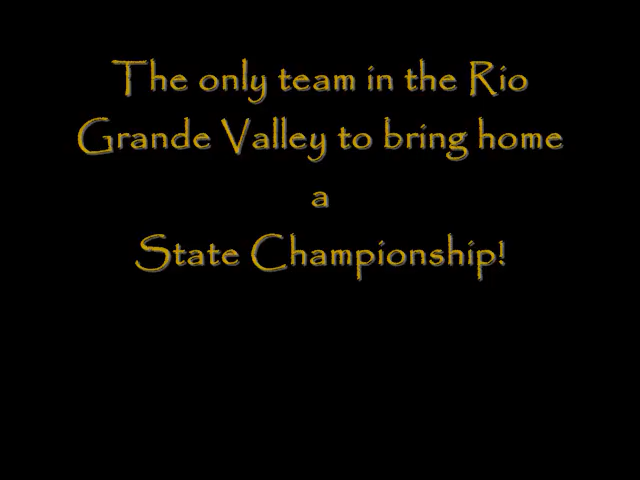 The only team in the Rio
Grande Valley to bring home
a
State Championship!